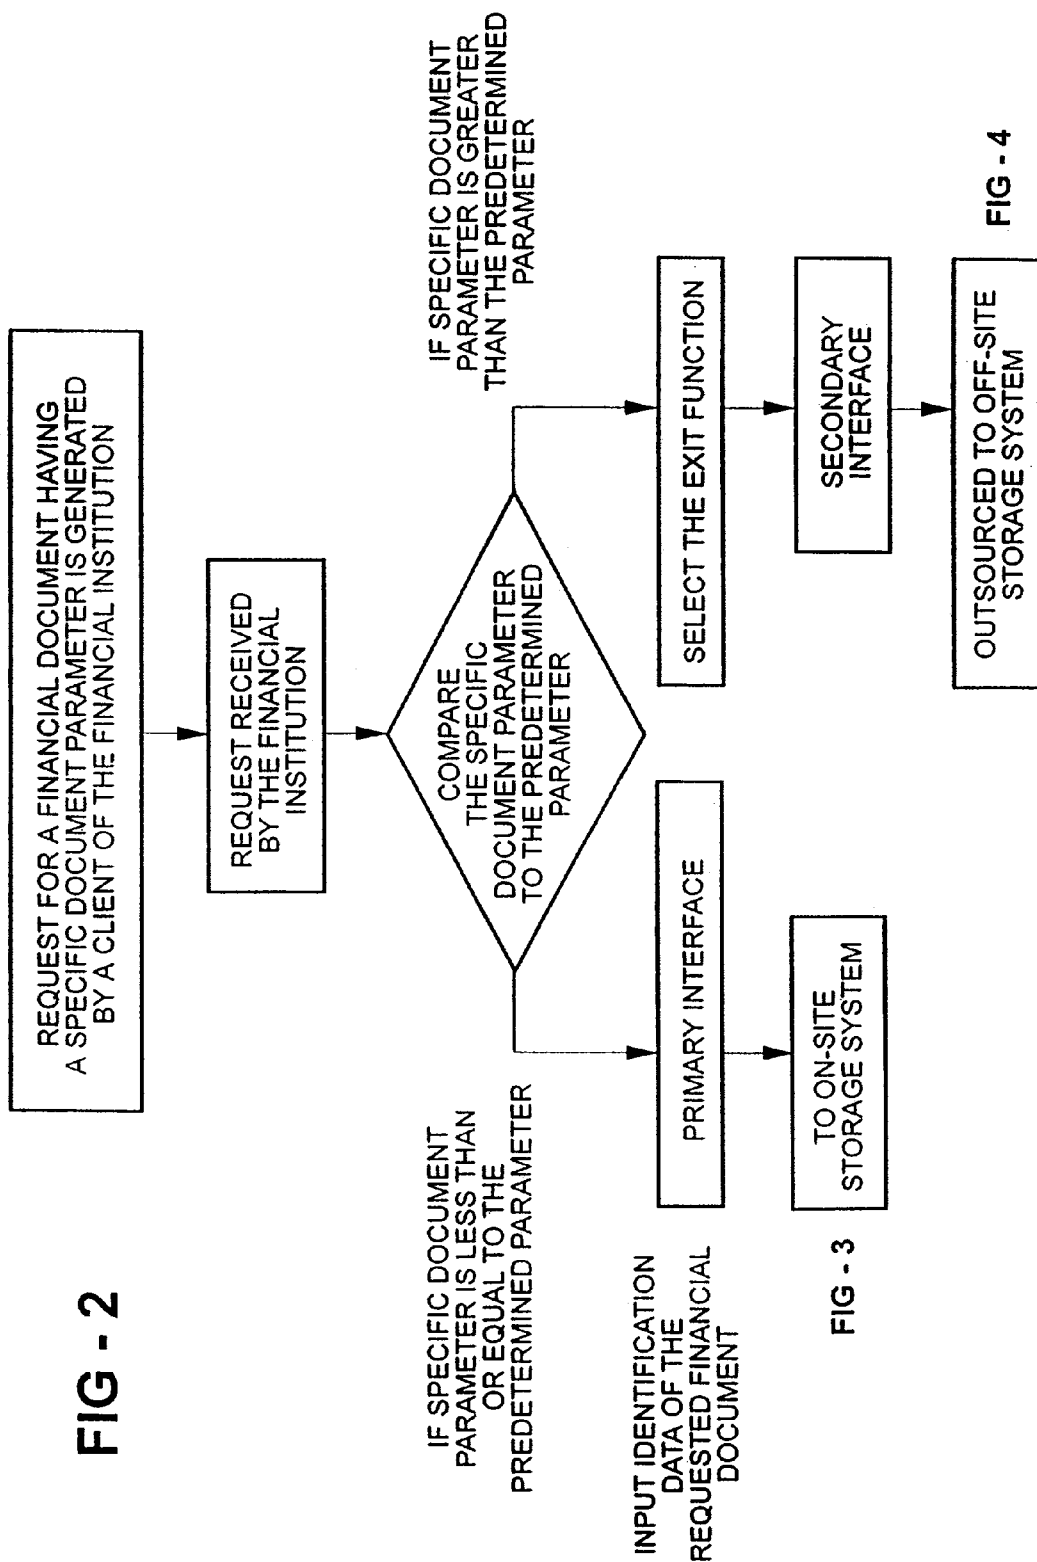 FIG - 2
REQUEST FOR A FINANCIAL DOCUMENT HAVING
A SPECIFIC DOCUMENT PARAMETER IS GENERATED
BY A CLIENT OF THE FINANCIAL INSTITUTION
REQUEST RECEIVED
BY THE FINANCIAL
INSTITUTION
COMPARE
THE SPECIFIC
DOCUMENT PARAMETER
TO THE PREDETERMINED
PARAMETER
IF SPECIFIC DOCUMENT
PARAMETER IS LESS THAN
OR EQUAL TO THE
PREDETERMINED PARAMETER
IF SPECIFIC DOCUMENT
PARAMETER IS GREATER
THAN THE PREDETERMINED
PARAMETER
INPUT IDENTIFICATION
DATA OF THE
REQUESTED FINANCIAL
DOCUMENT
PRIMARY INTERFACE
SELECT THE EXIT FUNCTION
FIG - 3
TO ON-SITE
STORAGE SYSTEM
SECONDARY
INTERFACE
OUTSOURCED TO OFF-SITE
STORAGE SYSTEM
FIG - 4